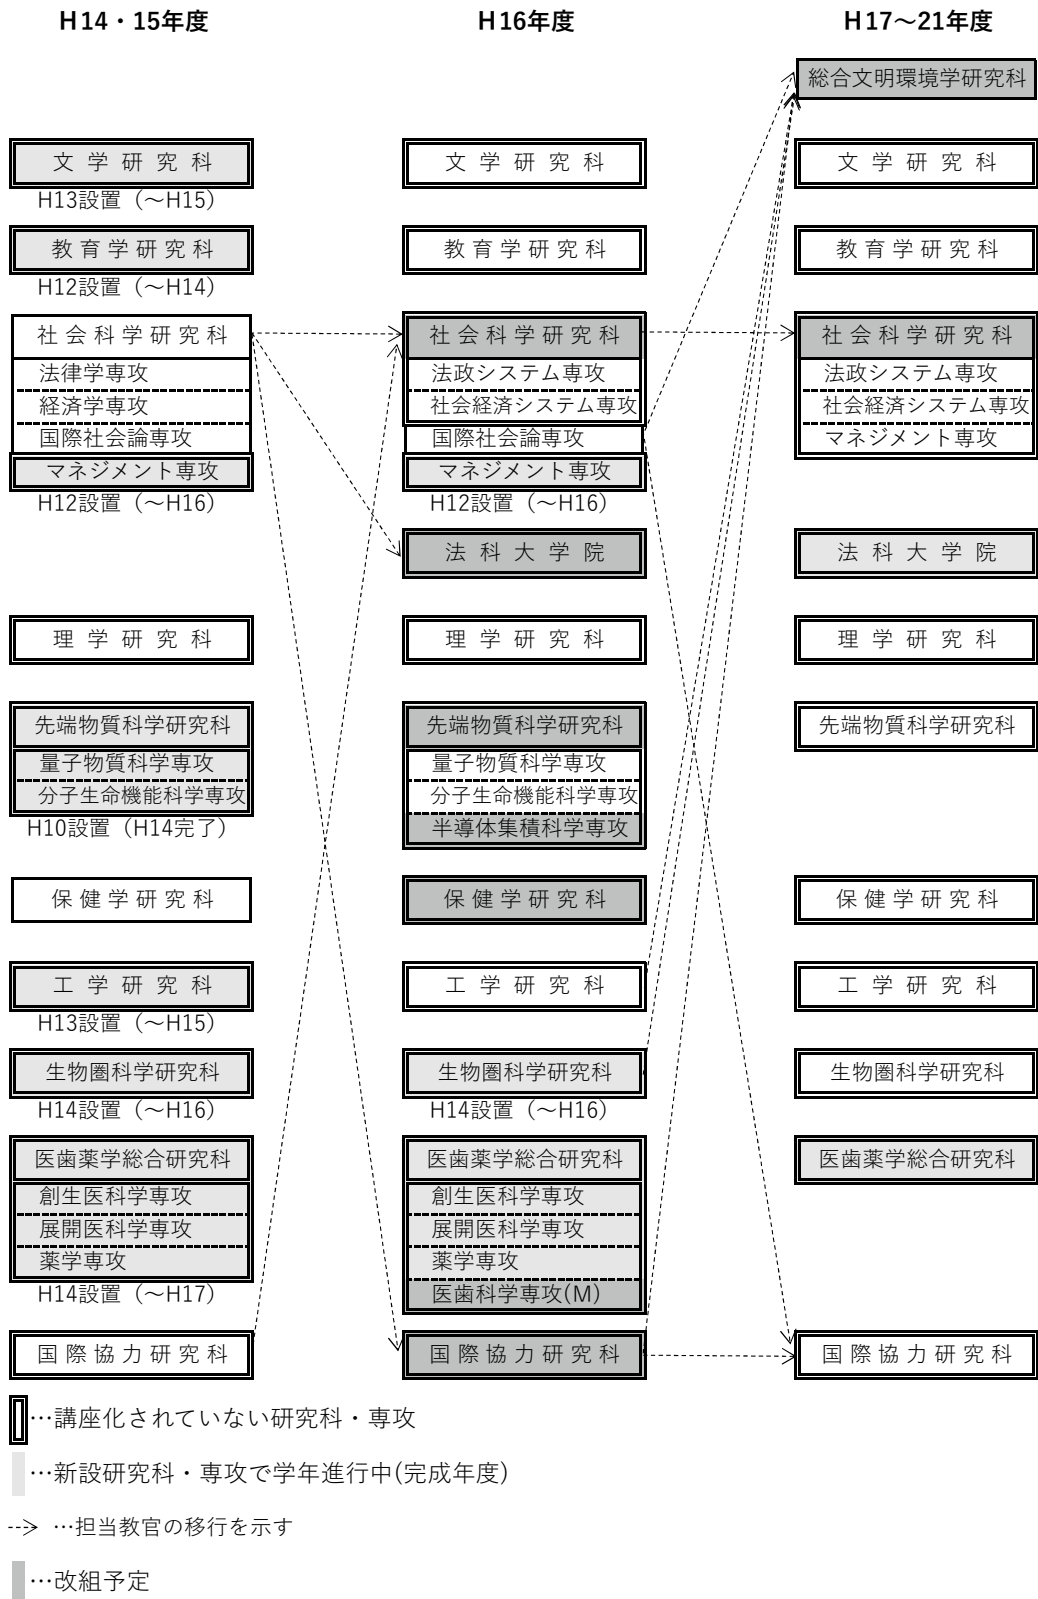 H14・15年度
H16年度
H17～21年度
総合文明環境学研究科
文学研究科
文学研究科
文学研究科
H13設置（～H15）
教育学研究科
教育学研究科
教育学研究科
H12設置（～H14）
社会科学研究科
社会科学研究科
社会科学研究科
法律学専攻
法政システム専攻
法政システム専攻
経済学専攻
社会経済システム専攻
社会経済システム専攻
国際社会論専攻
国際社会論専攻
マネジメント専攻
マネジメント専攻
マネジメント専攻
H12設置（～H16）
H12設置（～H16）
法科大学院
法科大学院
理学研究科
理学研究科
理学研究科
先端物質科学研究科
先端物質科学研究科
先端物質科学研究科
量子物質科学専攻
量子物質科学専攻
分子生命機能科学専攻
分子生命機能科学専攻
H10設置（H14完了）
半導体集積科学専攻
保健学研究科
保健学研究科
保健学研究科
工学研究科
工学研究科
工学研究科
H13設置（～H15）
生物圏科学研究科
生物圏科学研究科
生物圏科学研究科
H14設置（～H16）
H14設置（～H16）
医歯薬学総合研究科
医歯薬学総合研究科
医歯薬学総合研究科
創生医科学専攻
創生医科学専攻
展開医科学専攻
展開医科学専攻
薬学専攻
薬学専攻
H14設置（～H17）
医歯科学専攻(M)
国際協力研究科
国際協力研究科
国際協力研究科
…講座化されていない研究科・専攻
…新設研究科・専攻で学年進行中(完成年度)
…担当教官の移行を示す
…改組予定